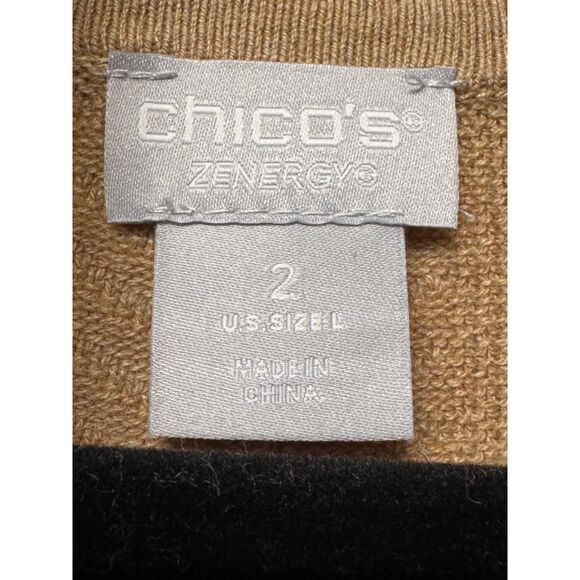 chico's®
ZENERGY®
2
U.S. SIZE L
MADE IN
CHINA